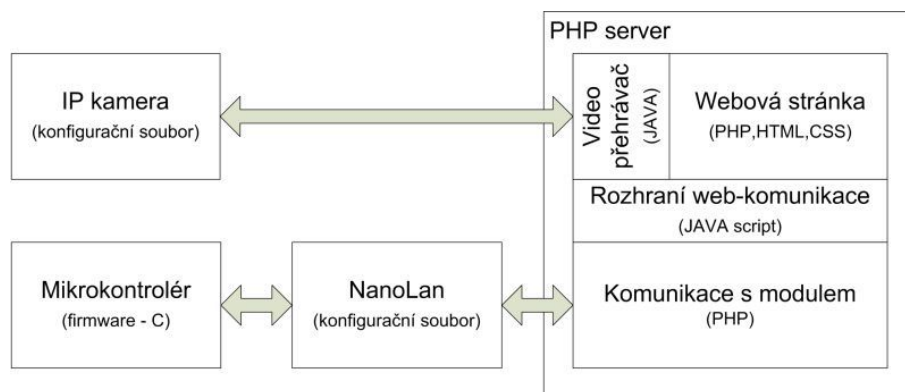 PHP server
IP kamera
(konfigurační soubor)
Video
přehrávač
(JAVA)
Webová stránka
(PHP,HTML,CSS)
Rozhraní web-komunikace
(JAVA script)
Mikrokontrolér
(firmware - C)
NanoLan
(konfigurační soubor)
Komunikace s modulem
(PHP)